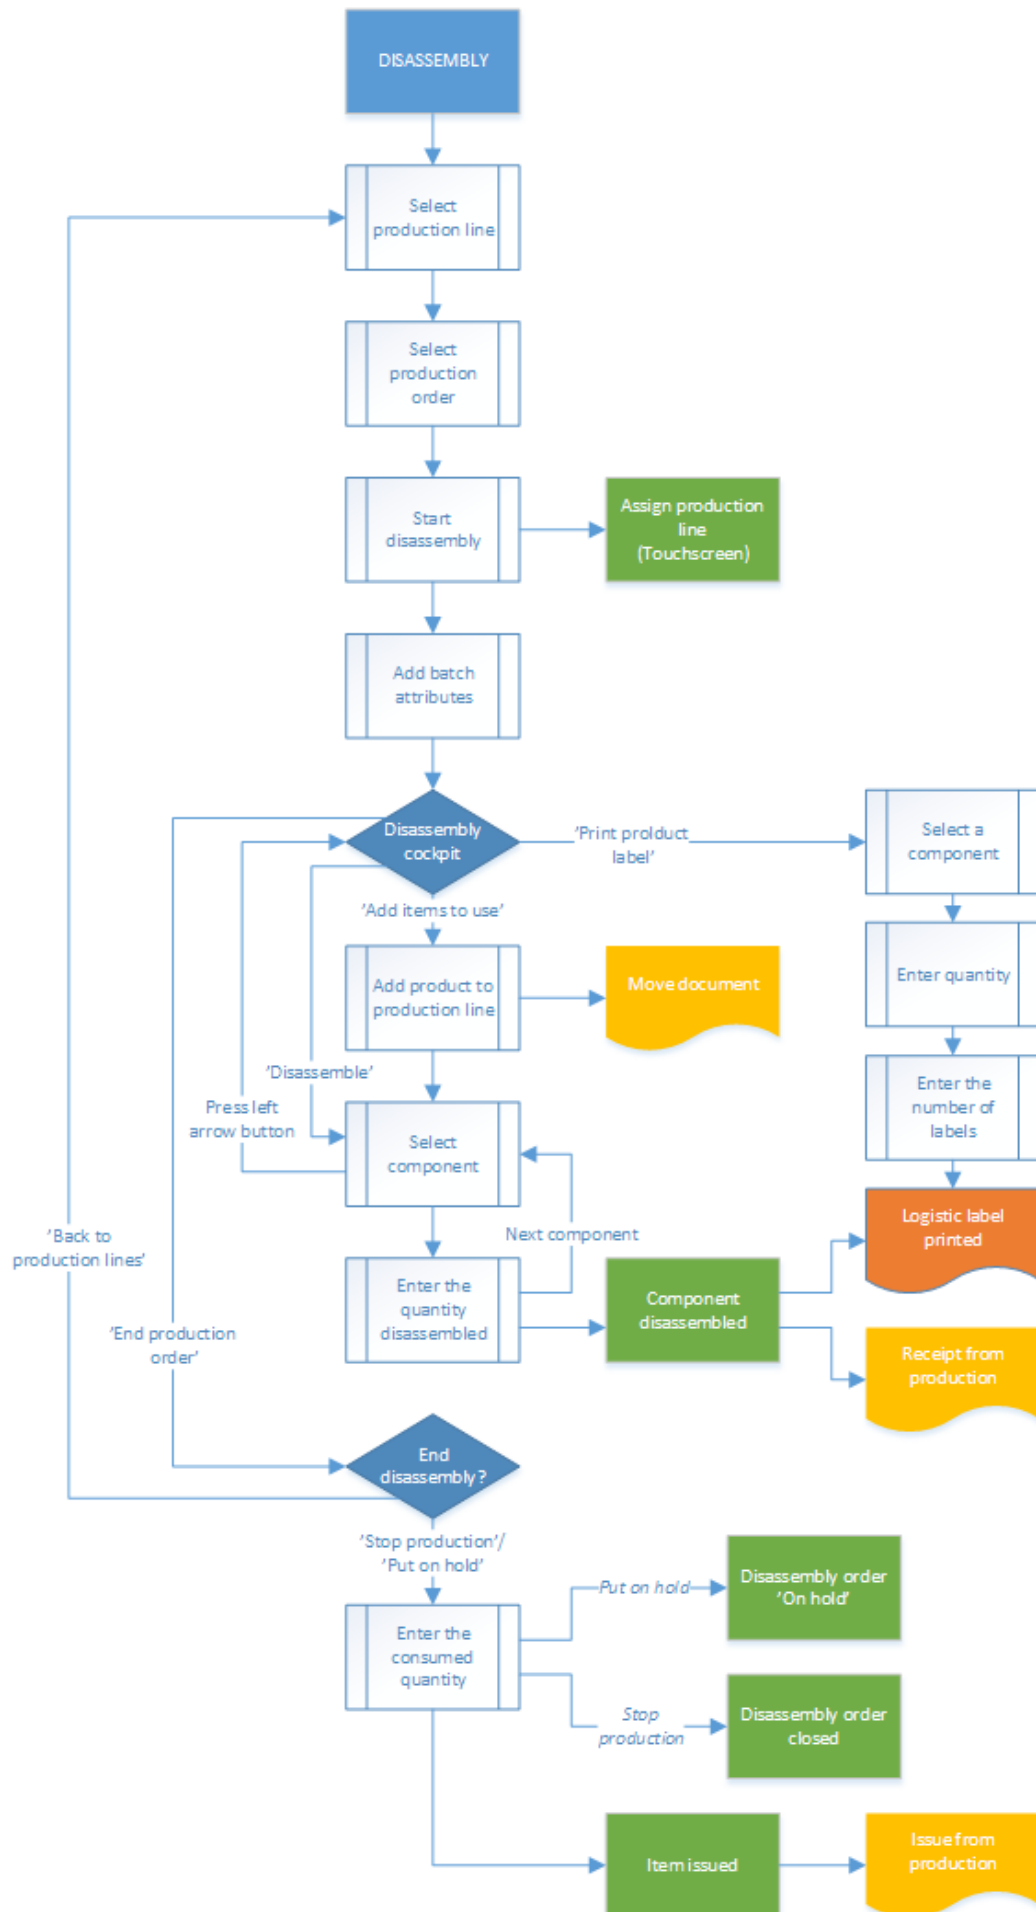 DISASSEMBLY
Select
production line
Select
production
order
Start
disassembly
Assign production
line
(Touchscreen)
Add batch
attributes
Disassembly
cockpit
'Print prolduct
label'
Select a
component
'Add items to use'
Add product to
production line
Move document
Enter quantity
'Disassemble'
Press left
arrow button
Select
component
Enter the
number of
labels
Next component
'Back to
production lines'
Enter the
quantity
disassembled
Component
disassembled
Logistic label
printed
Receipt from
production
'End production
order'
End
disassembly?
'Stop production'/
'Put on hold'
Enter the
consumed
quantity
Put on hold
Disassembly order
'On hold'
Stop
production
Disassembly order
closed
Item issued
Issue from
production